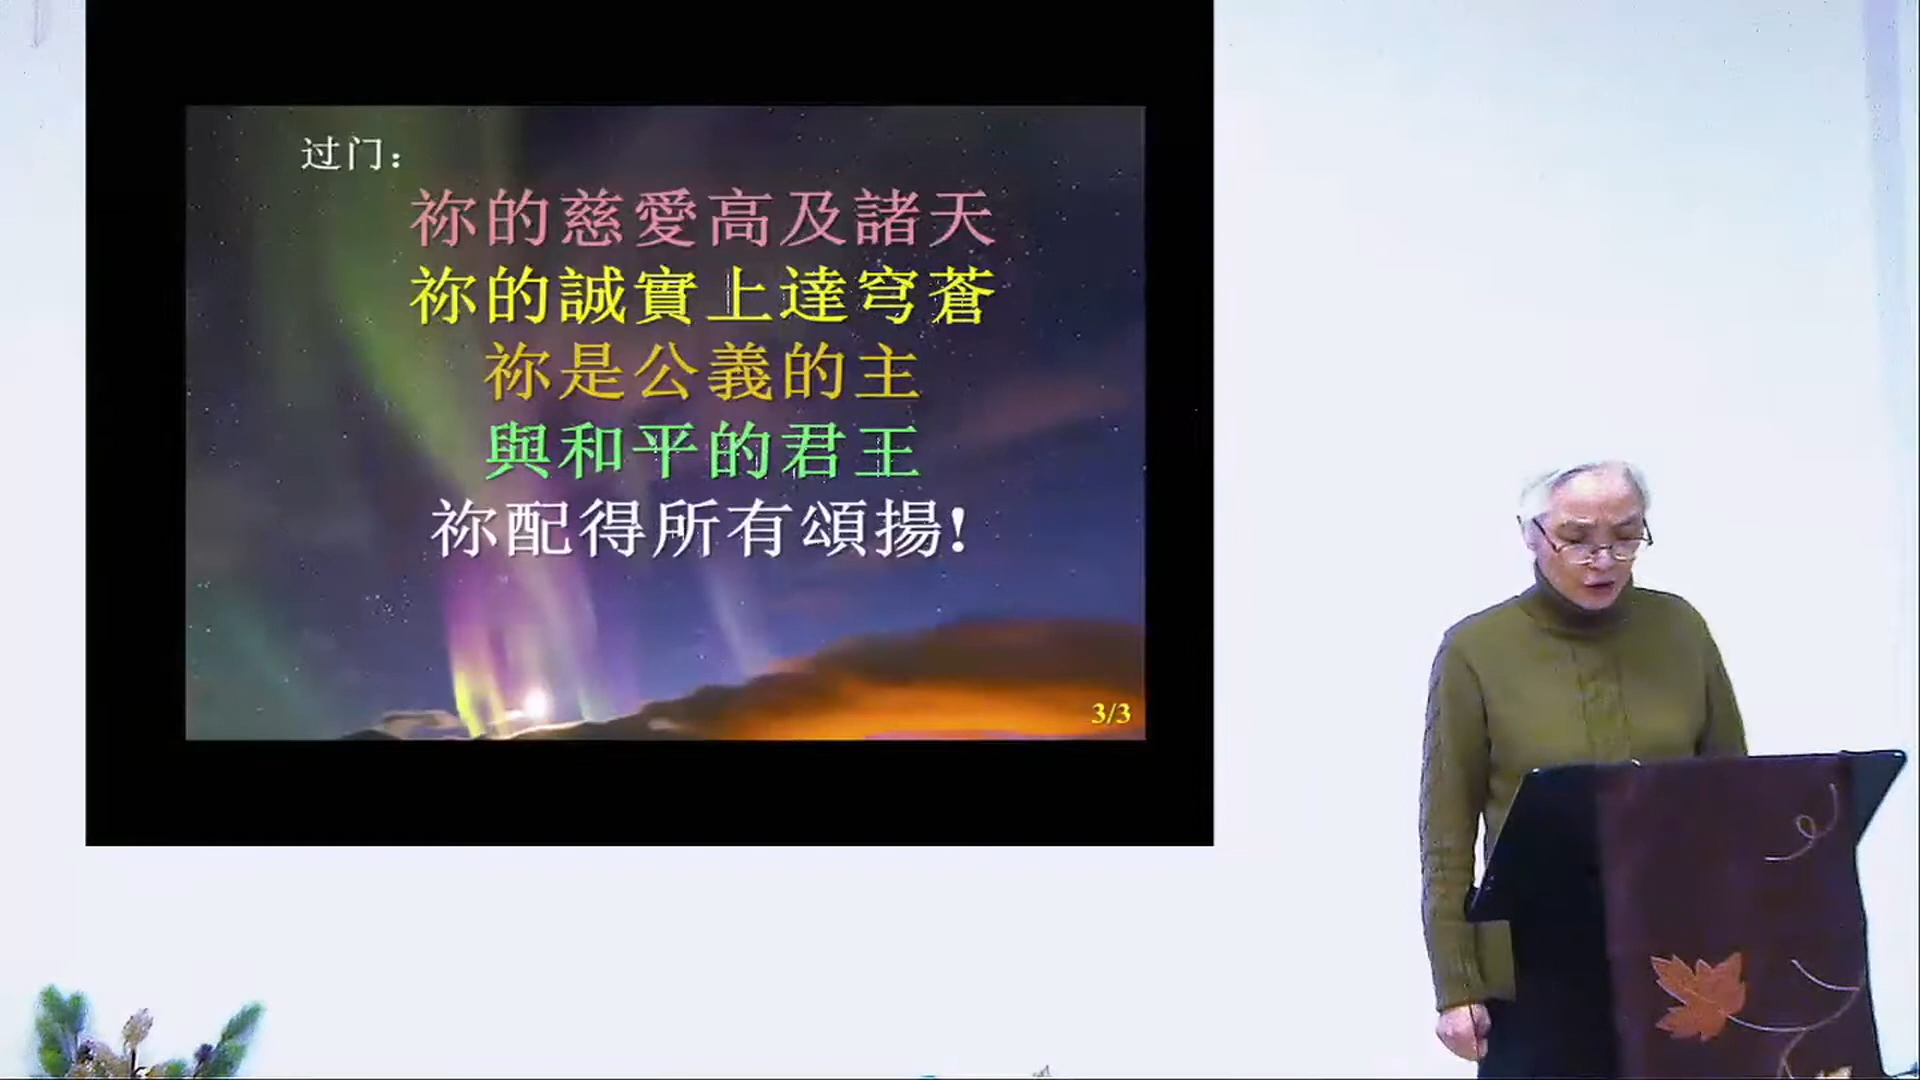 过门：
祢的慈愛高及諸天
祢的誠實上達穹蒼
祢是公義的主
與和平的君王
祢配得所有頌揚！
3/3